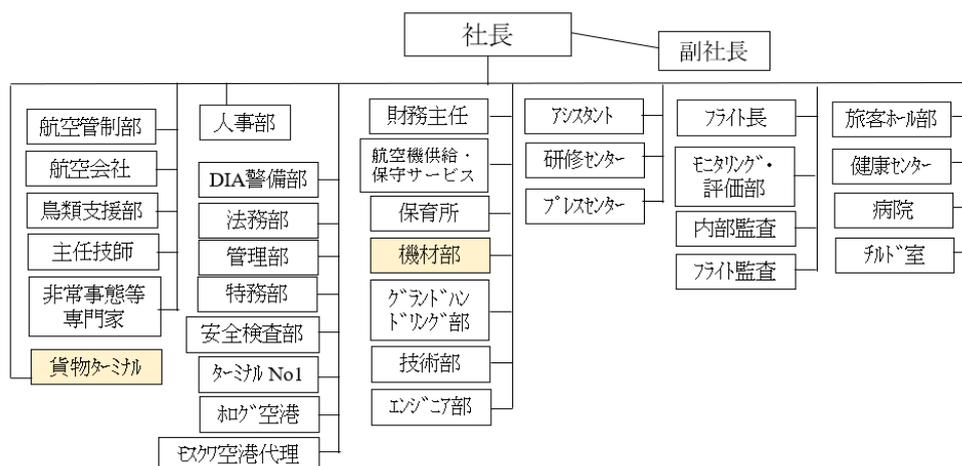 社長
副社長
航空管制部
航空会社
鳥類支援部
主任技師
非常事態等
専門家
貨物ﾀｰﾐﾅﾙ
人事部
DIA警備部
法務部
管理部
特務部
安全検査部
ﾀｰﾐﾅﾙ No1
ﾎﾛｸﾞ空港
ﾓｽｸﾜ空港代理
財務主任
航空機供給・
保守サービス
保育所
機材部
ｸﾞﾗﾝﾄﾞﾊﾝ
ﾄﾞﾘﾝｸﾞ部
技術部
ｴﾝｼﾞﾆｱ部
ｱｼｽﾀﾝﾄ
研修ｾﾝﾀｰ
ﾌﾟﾚｽｾﾝﾀｰ
ﾌﾗｲﾄ長
ﾓﾆﾀﾘﾝｸﾞ・
評価部
内部監査
ﾌﾗｲﾄ監査
旅客ﾎｰﾙ部
健康ｾﾝﾀｰ
病院
ﾁﾙﾄﾞ室